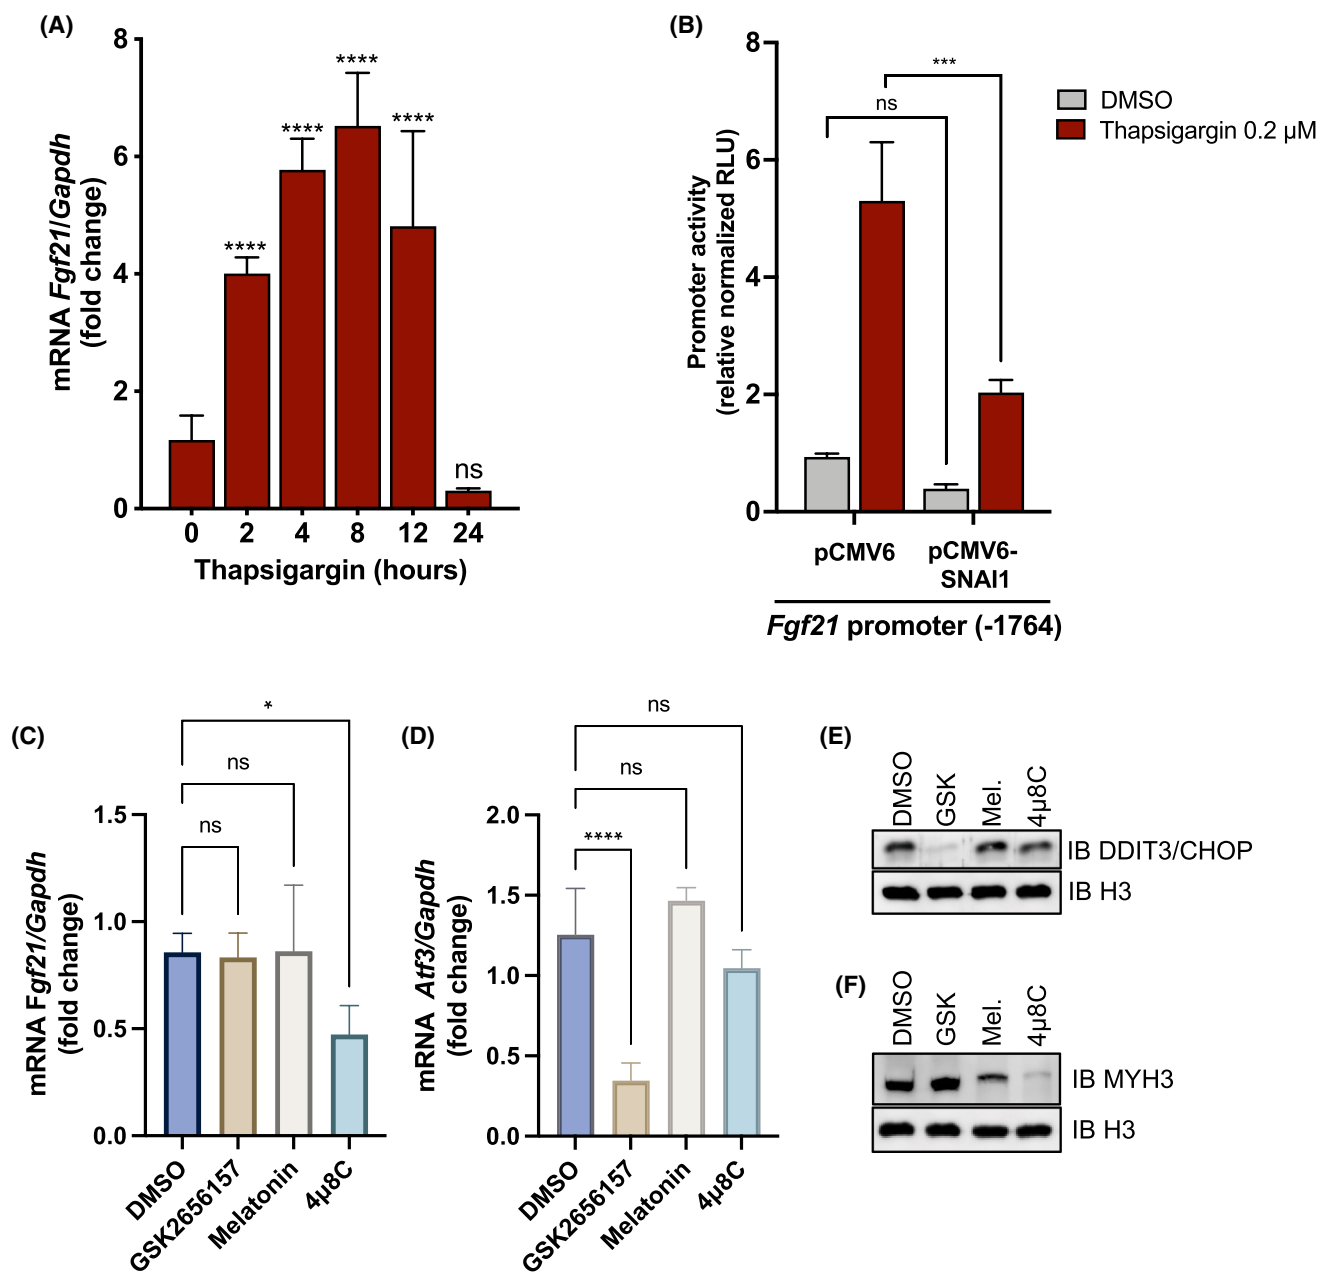 (A)
8
6
4
2
0
mRNA Fgf21/Gapdh
(fold change)
****
****
****
****
ns
0 2 4 8 12 24
Thapsigargin (hours)
(B)
8
6
4
2
0
Promoter activity
(relative normalized RLU)
***
ns
DMSO
Thapsigargin 0.2 µM
pCMV6
pCMV6-
SNAI1
Fgf21 promoter (-1764)
(C)
*
ns
ns
1.5
1.0
0.5
0.0
mRNA Fgf21/Gapdh
(fold change)
DMSO
GSK2656157
Melatonin
4µ8C
(D)
ns
ns
****
2.0
1.5
1.0
0.5
0.0
mRNA Atf3/Gapdh
(fold change)
DMSO
GSK2656157
Melatonin
4µ8C
(E)
DMSO
GSK
Mel.
4µ8C
IB DDIT3/CHOP
IB H3
(F)
DMSO
GSK
Mel.
4µ8C
IB MYH3
IB H3